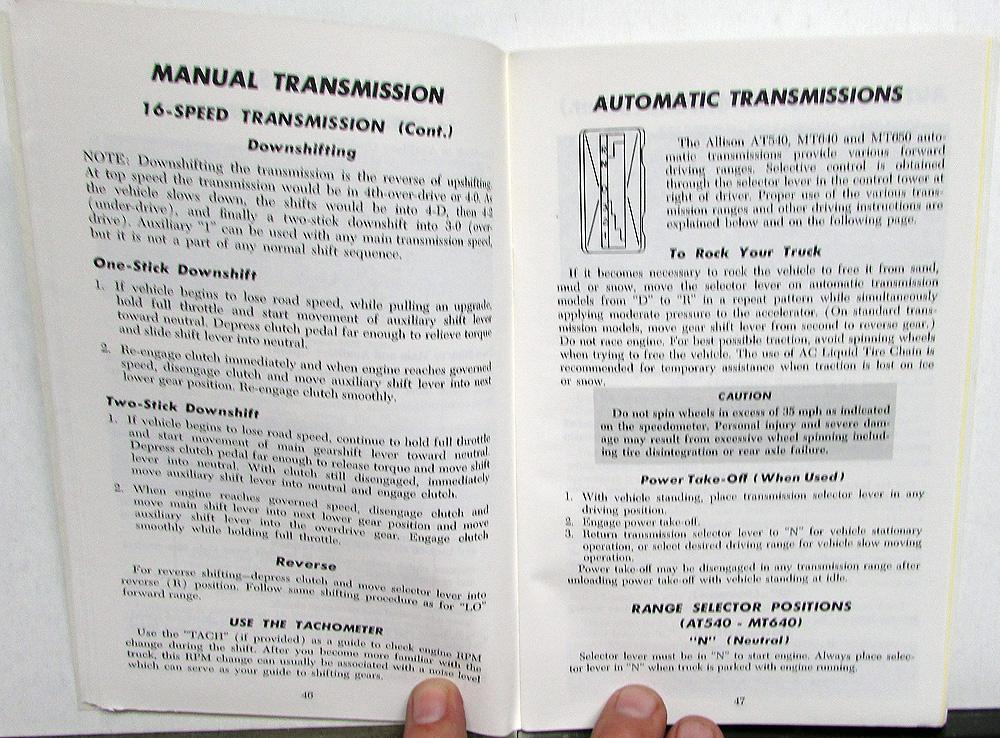 MANUAL TRANSMISSION
16-SPEED TRANSMISSION (Cont.)
Downshifting
NOTE: Downshifting the transmission is the reverse of upshifting.
At top speed the transmission would be in 4th-over-drive or 4-0. As
the vehicle slows down, the shifts would be into 4-D, then 4-2
(under-drive), and finally a two-stick downshift into 3-0 (over-
drive). Auxiliary "1" can be used with any main transmission speed,
but it is not a part of any normal shift sequence.
One-Stick Downshift
1. If vehicle begins to lose road speed, while pulling an upgrade,
hold full throttle and start movement of auxiliary shift lever
toward neutral. Depress clutch pedal far enough to relieve torque
and slide shift lever into neutral.
2. Re-engage clutch immediately and when engine reaches governed
speed, disengage clutch and move auxiliary shift lever into next
lower gear position. Re-engage clutch smoothly.
Two-Stick Downshift
1. If vehicle begins to lose road speed, continue to hold full throttle
and start movement of main gearshift lever toward neutral.
Depress clutch pedal far enough to release torque and move shift
lever into neutral. With clutch still disengaged, immediately
move auxiliary shift lever into neutral and engage clutch.
2. When engine reaches governed speed, disengage clutch and
move main shift lever into next lower gear position and move
auxiliary shift lever into the overdrive gear. Engage clutch
smoothly while holding full throttle.
Reverse
For reverse shifting—depress clutch and move selector lever into
reverse (R) position. Follow same shifting procedure as for "LO"
forward range.
USE THE TACHOMETER
Use the "TACH" (if provided) as a guide to check engine RPM
change during the shift. After you become more familiar with the
truck, this RPM change can usually be associated with a noise level
which can serve as your guide to shifting gears.
46
AUTOMATIC TRANSMISSIONS
The Allison AT540, MT640 and MT650 auto-
matic transmissions provide various forward
driving ranges. Selective control is obtained
through the selector lever in the control tower at
right of driver. Proper use of the various trans-
mission ranges and other driving instructions are
explained below and on the following page.
To Rock Your Truck
If it becomes necessary to rock the vehicle to free it from sand,
mud or snow, move the selector lever on automatic transmission
models from "D" to "R" in a repeat pattern while simultaneously
applying moderate pressure to the accelerator. (On standard trans-
mission models, move gear shift lever from second to reverse gear.)
Do not race engine. For best possible traction, avoid spinning wheels
when trying to free the vehicle. The use of AC Liquid Tire Chain is
recommended for temporary assistance when traction is lost on ice
or snow.
CAUTION
Do not spin wheels in excess of 35 mph as indicated
on the speedometer. Personal injury and severe dam-
age may result from excessive wheel spinning includ-
ing tire disintegration or rear axle failure.
Power Take-Off (When Used)
1. With vehicle standing, place transmission selector lever in any
driving position.
2. Engage power take-off.
3. Return transmission selector lever to "N" for vehicle stationary
operation, or select desired driving range for vehicle slow moving
operation.
Power take-off may be disengaged in any transmission range after
unloading power take-off with vehicle standing at idle.
RANGE SELECTOR POSITIONS
(AT540 - MT640)
"N" (Neutral)
Selector lever must be in "N" to start engine. Always place selec-
tor lever in "N" when truck is parked with engine running.
47